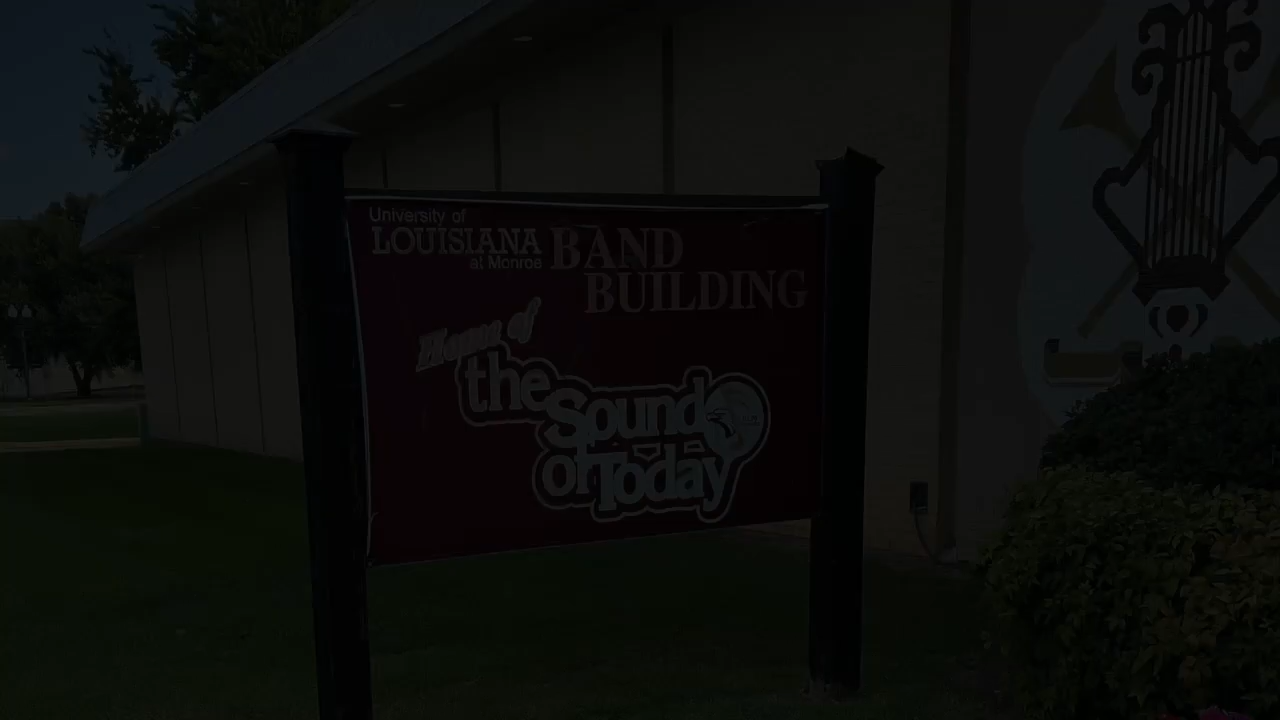 University of
LOUISIANA
at Monroe
BAND
BUILDING
Home of
the
Sound
of Today